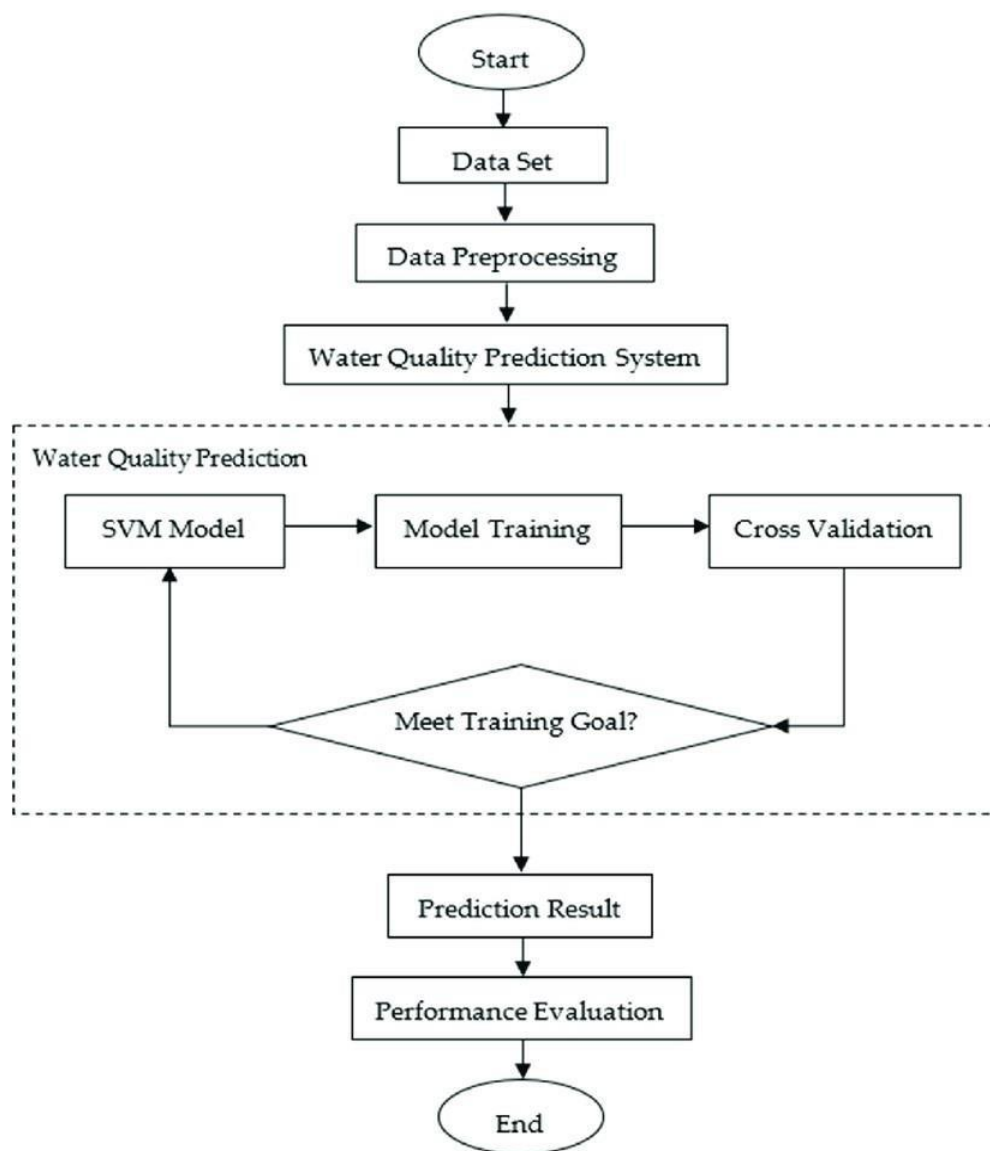 Start
Data Set
Data Preprocessing
Water Quality Prediction System
Water Quality Prediction
SVM Model
Model Training
Cross Validation
Meet Training Goal?
Prediction Result
Performance Evaluation
End